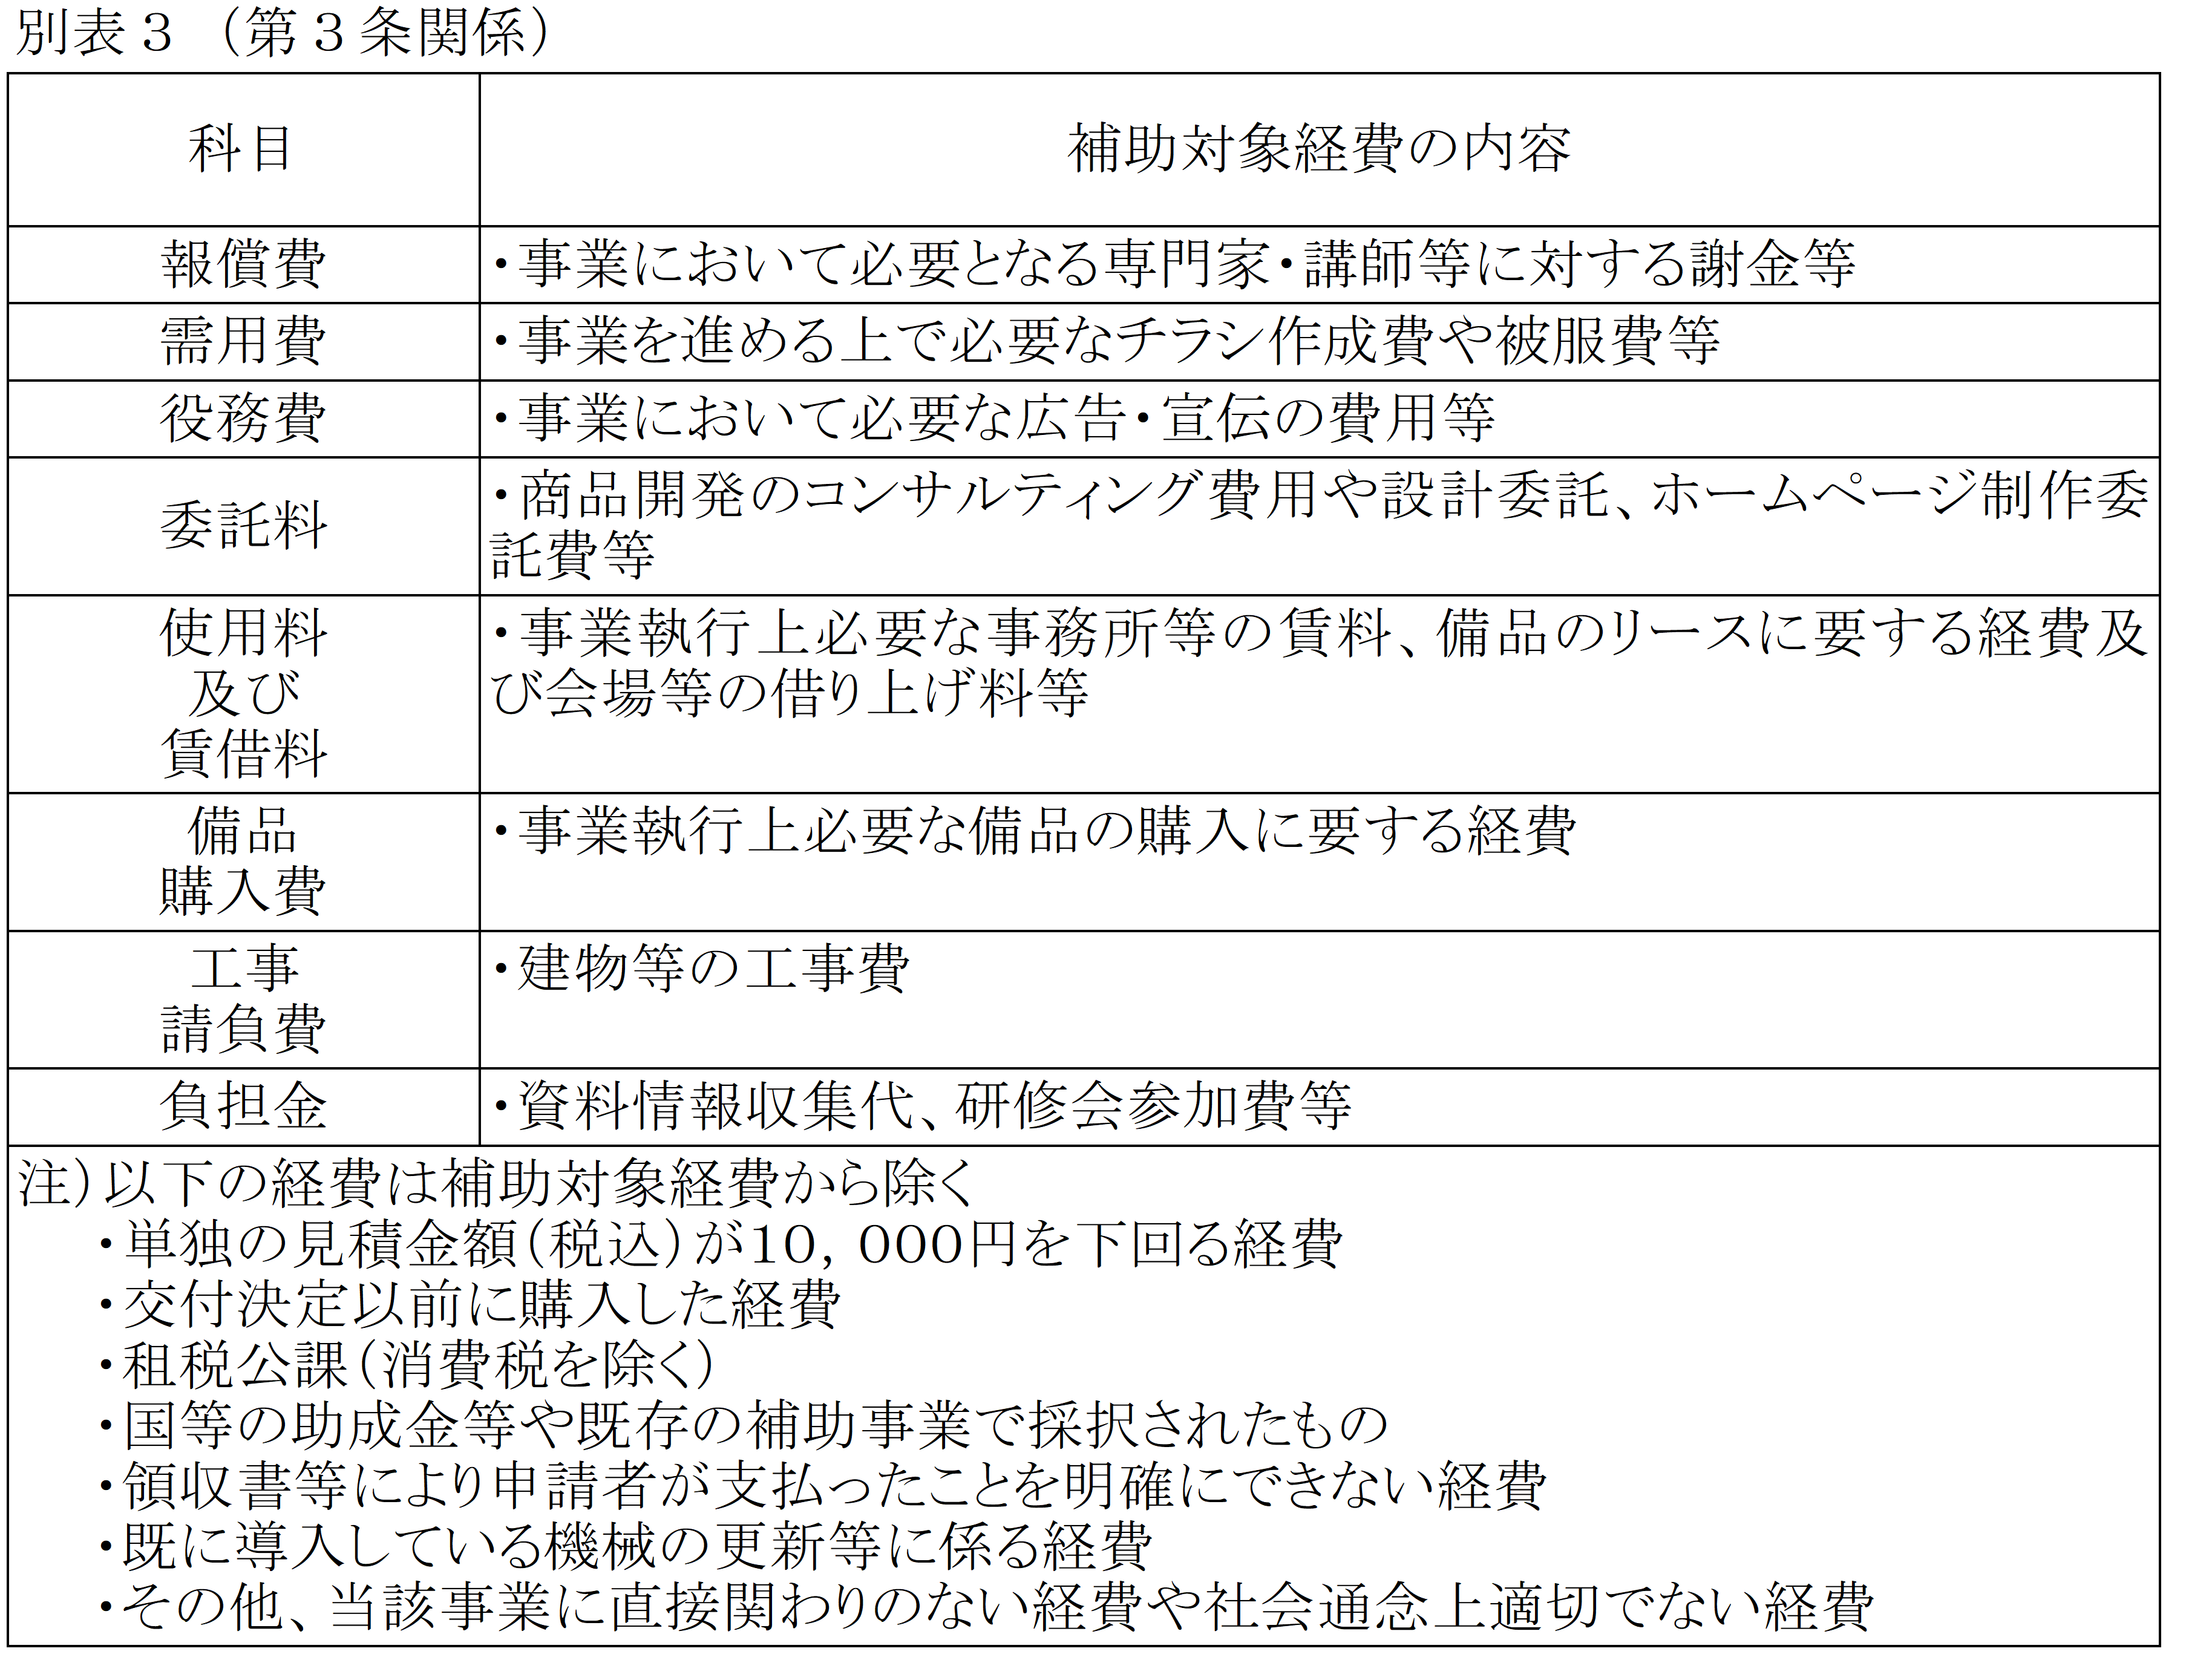 別表３（第３条関係）
科目
補助対象経費の内容
報償費
・事業において必要となる専門家・講師等に対する謝金等
需用費
・事業を進める上で必要なチラシ作成費や被服費等
役務費
・事業において必要な広告・宣伝の費用等
委託料
・商品開発のコンサルティング費用や設計委託、ホームページ制作委
託費等
使用料
及び
賃借料
・事業執行上必要な事務所等の賃料、備品のリースに要する経費及
び会場等の借り上げ料等
備品
購入費
・事業執行上必要な備品の購入に要する経費
工事
請負費
・建物等の工事費
負担金
・資料情報収集代、研修会参加費等
注）以下の経費は補助対象経費から除く
・単独の見積金額（税込）が１０，０００円を下回る経費
・交付決定以前に購入した経費
・租税公課（消費税を除く）
・国等の助成金等や既存の補助事業で採択されたもの
・領収書等により申請者が支払ったことを明確にできない経費
・既に導入している機械の更新等に係る経費
・その他、当該事業に直接関わりのない経費や社会通念上適切でない経費